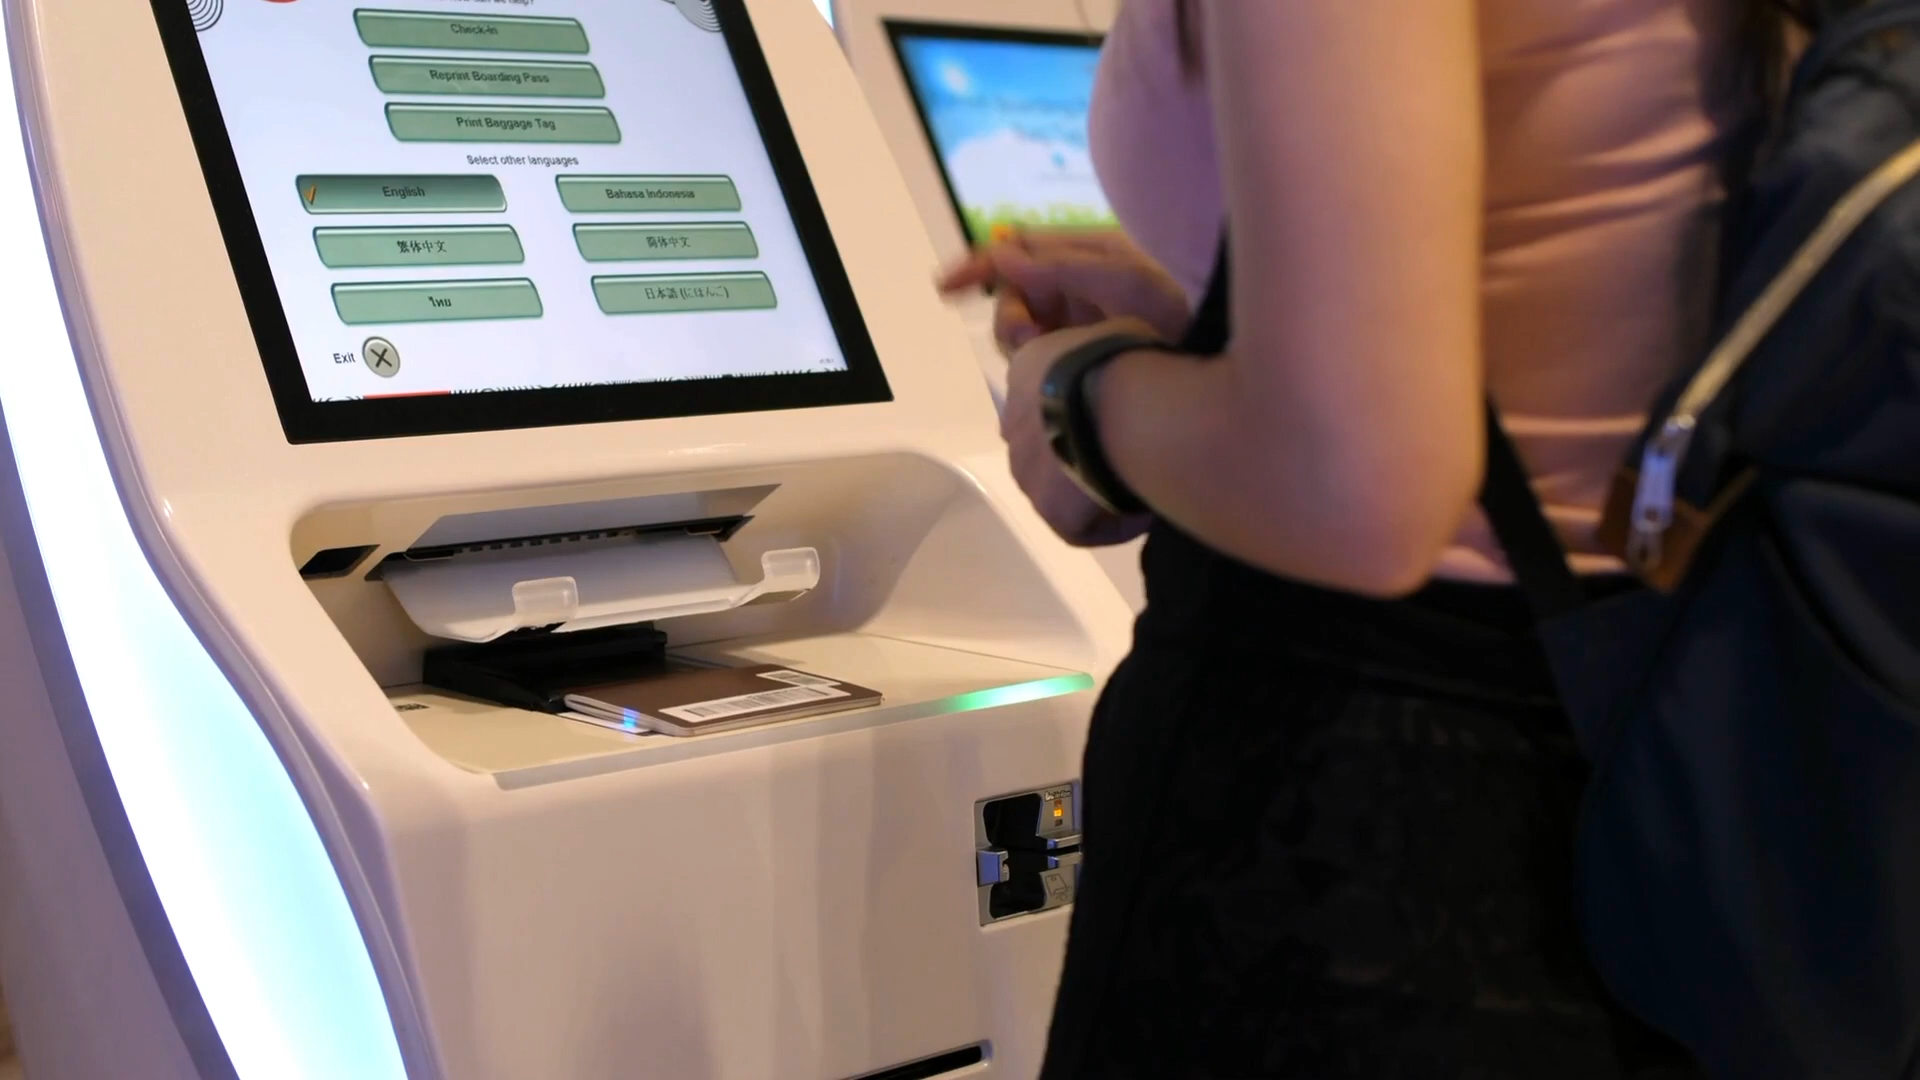 Check-in
Reprint Boarding Pass
Print Baggage Tag
Select other languages
English
Bahasa Indonesia
繁体中文
简体中文
ไทย
日本語 (にほんご)
Exit